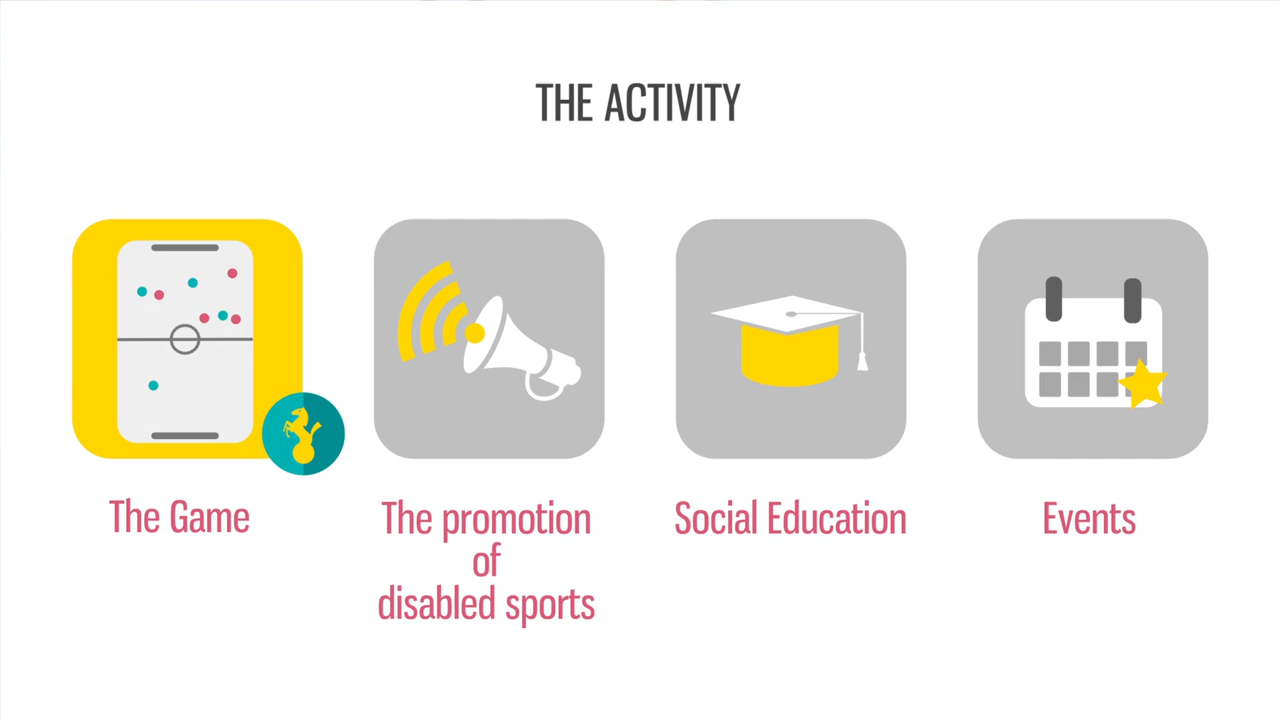 THE ACTIVITY
The Game
The promotion
of
disabled sports
Social Education
Events